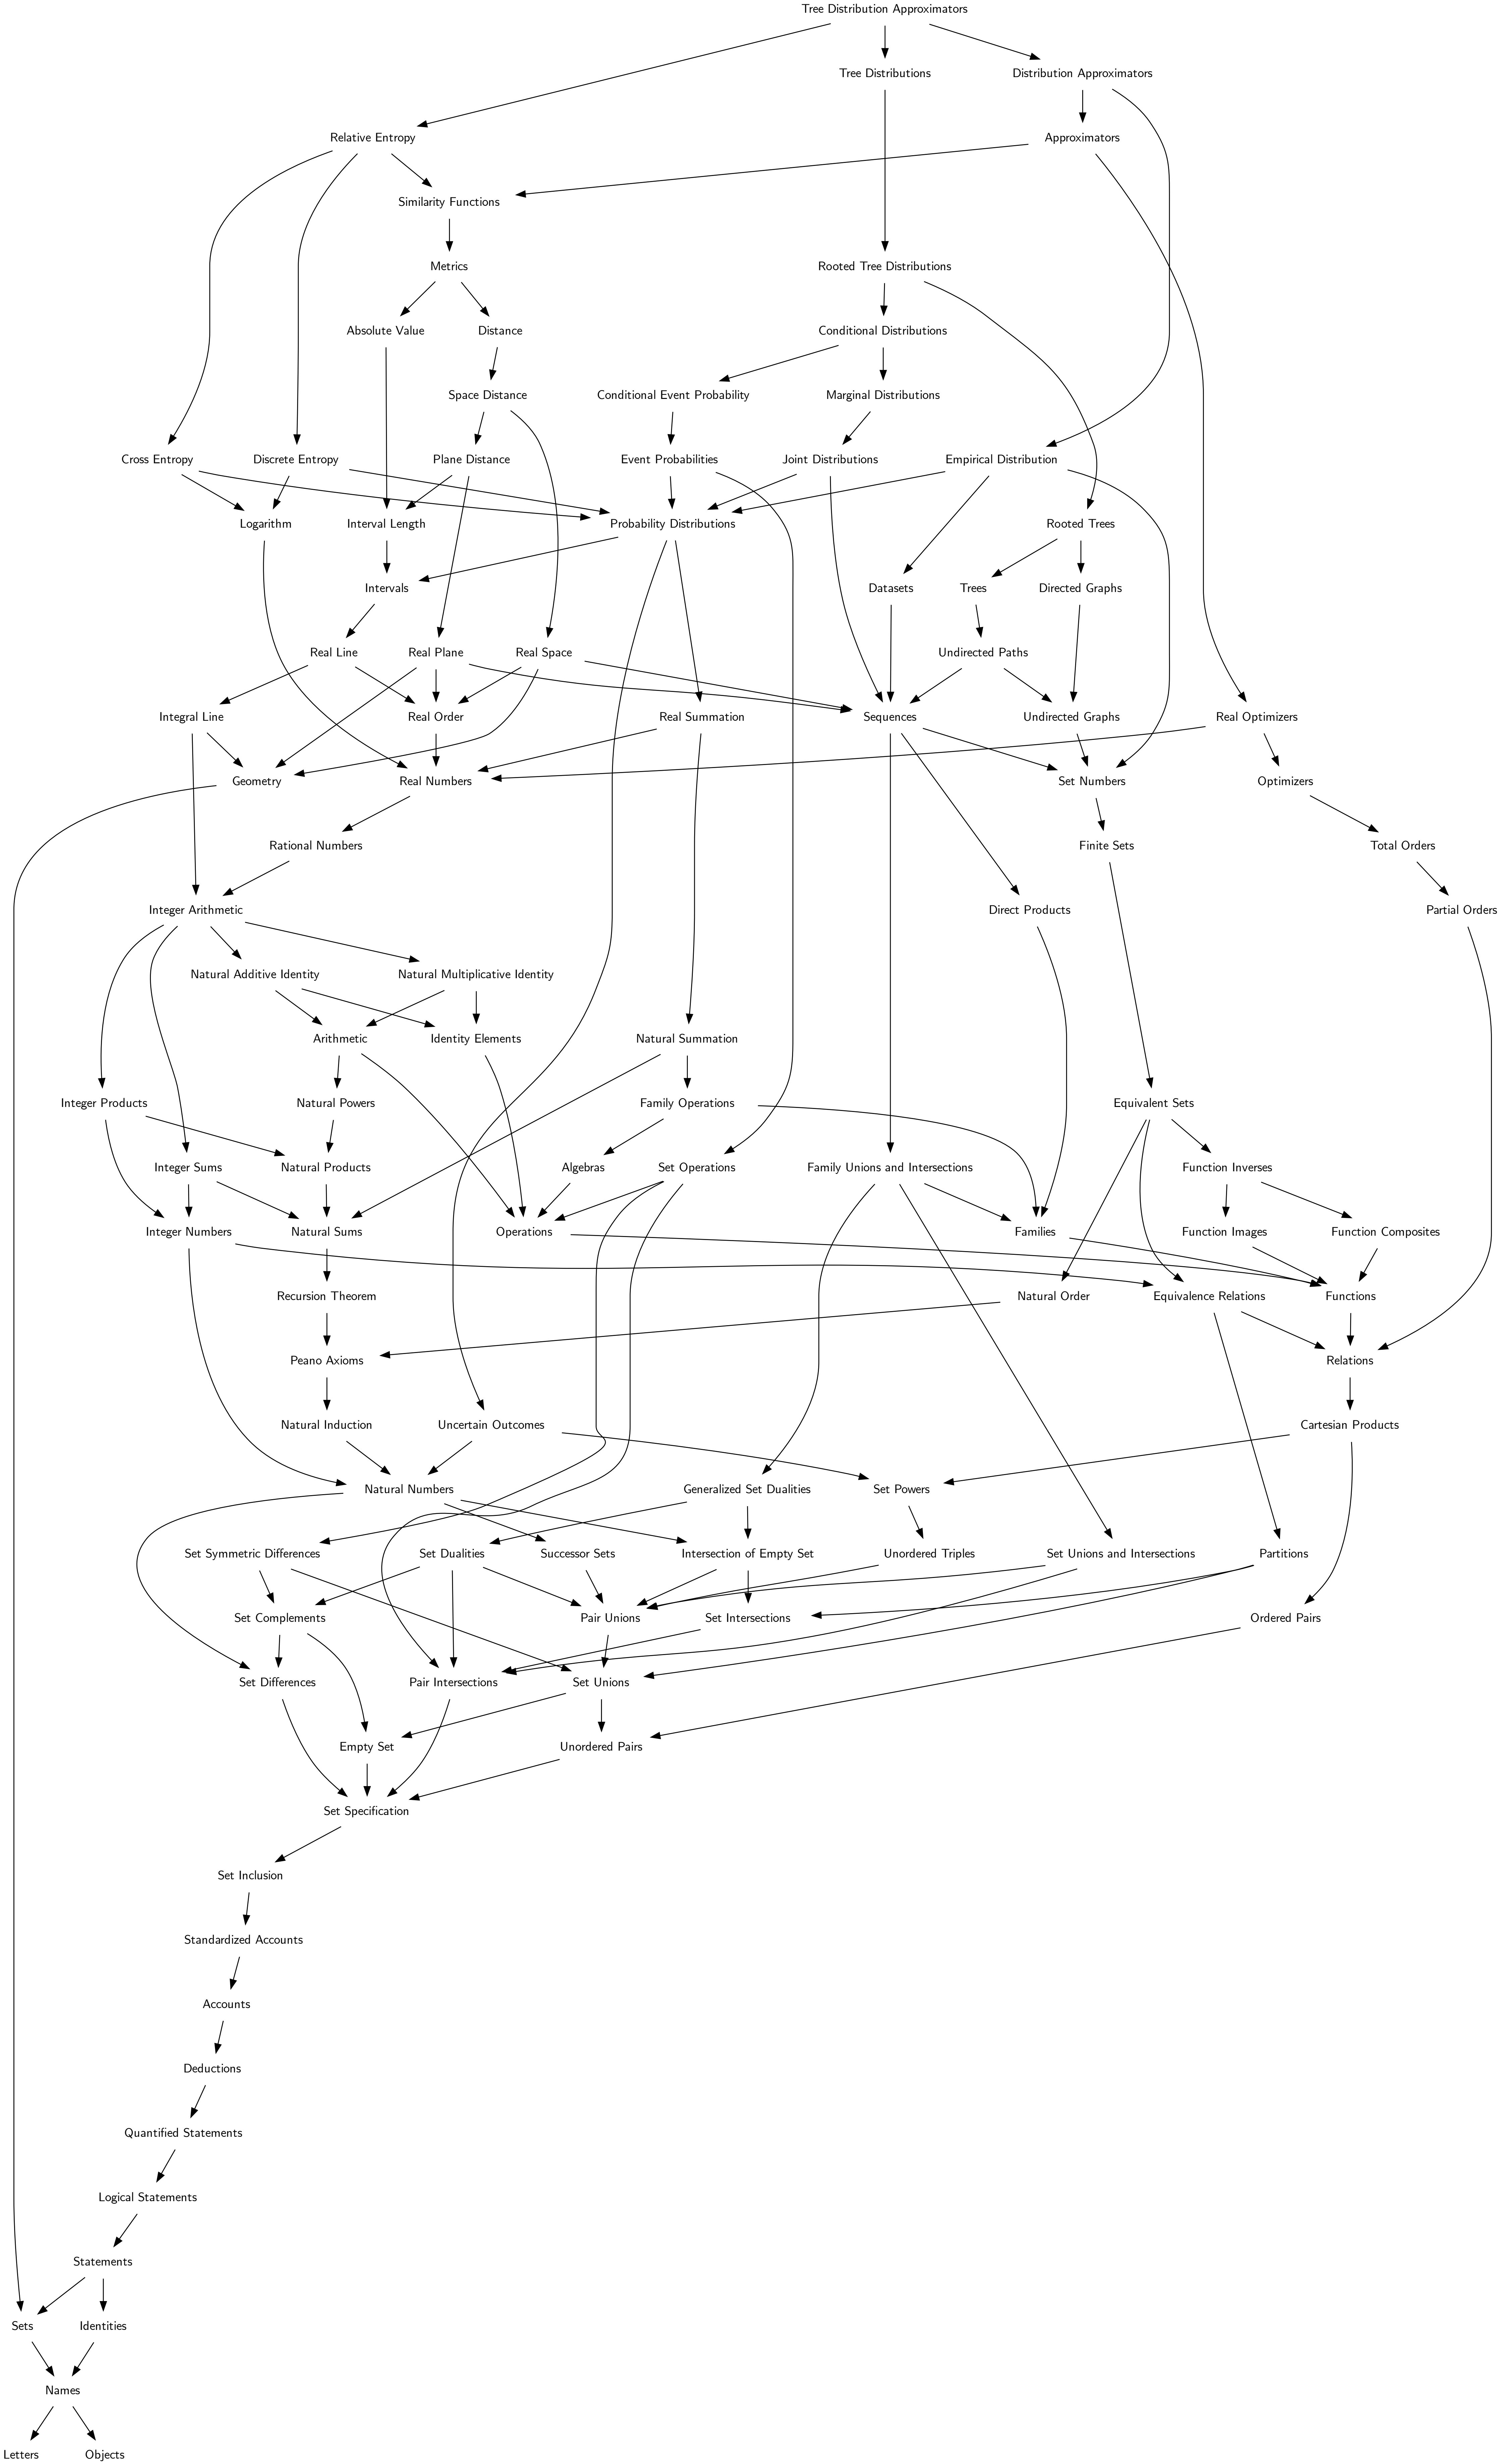 Tree Distribution Approximators
Tree Distributions
Distribution Approximators
Relative Entropy
Approximators
Similarity Functions
Metrics
Rooted Tree Distributions
Absolute Value
Distance
Conditional Distributions
Space Distance
Conditional Event Probability
Marginal Distributions
Cross Entropy
Discrete Entropy
Plane Distance
Event Probabilities
Joint Distributions
Empirical Distribution
Logarithm
Interval Length
Probability Distributions
Rooted Trees
Intervals
Datasets
Trees
Directed Graphs
Real Line
Real Plane
Real Space
Undirected Paths
Integral Line
Real Order
Real Summation
Sequences
Undirected Graphs
Real Optimizers
Geometry
Real Numbers
Set Numbers
Optimizers
Rational Numbers
Finite Sets
Total Orders
Integer Arithmetic
Direct Products
Partial Orders
Natural Additive Identity
Natural Multiplicative Identity
Arithmetic
Identity Elements
Natural Summation
Integer Products
Natural Powers
Family Operations
Equivalent Sets
Integer Sums
Natural Products
Algebras
Set Operations
Family Unions and Intersections
Function Inverses
Integer Numbers
Natural Sums
Operations
Families
Function Images
Function Composites
Recursion Theorem
Natural Order
Equivalence Relations
Functions
Peano Axioms
Relations
Natural Induction
Uncertain Outcomes
Cartesian Products
Natural Numbers
Generalized Set Dualities
Set Powers
Set Symmetric Differences
Set Dualities
Successor Sets
Intersection of Empty Set
Unordered Triples
Set Unions and Intersections
Partitions
Set Complements
Pair Unions
Set Intersections
Ordered Pairs
Set Differences
Pair Intersections
Set Unions
Empty Set
Unordered Pairs
Set Specification
Set Inclusion
Standardized Accounts
Accounts
Deductions
Quantified Statements
Logical Statements
Statements
Sets
Identities
Names
Letters
Objects